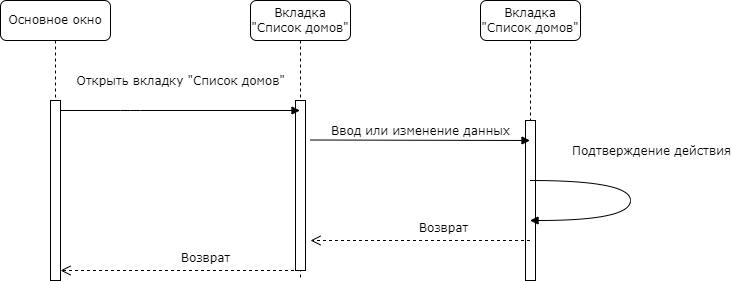 Основное окно
Вкладка
"Список домов"
Вкладка
"Список домов"
Открыть вкладку "Список домов"
Ввод или изменение данных
Подтверждение действия
Возврат
Возврат